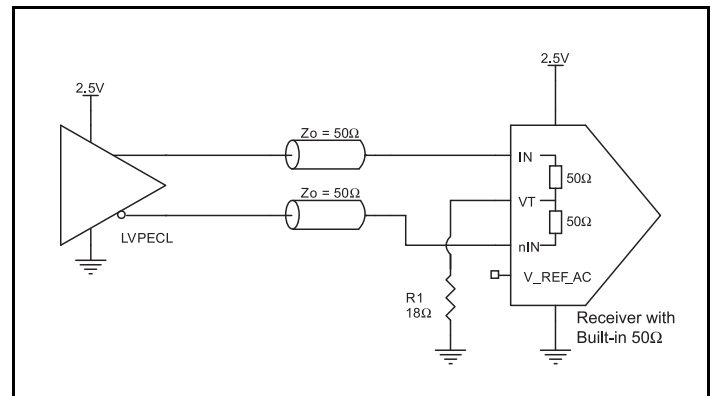 2.5V
2.5V
Zo = 50Ω
IN
50Ω
Zo = 50Ω
VT
50Ω
nIN
LVPECL
V_REF_AC
R1
18Ω
Receiver with
Built-in 50Ω